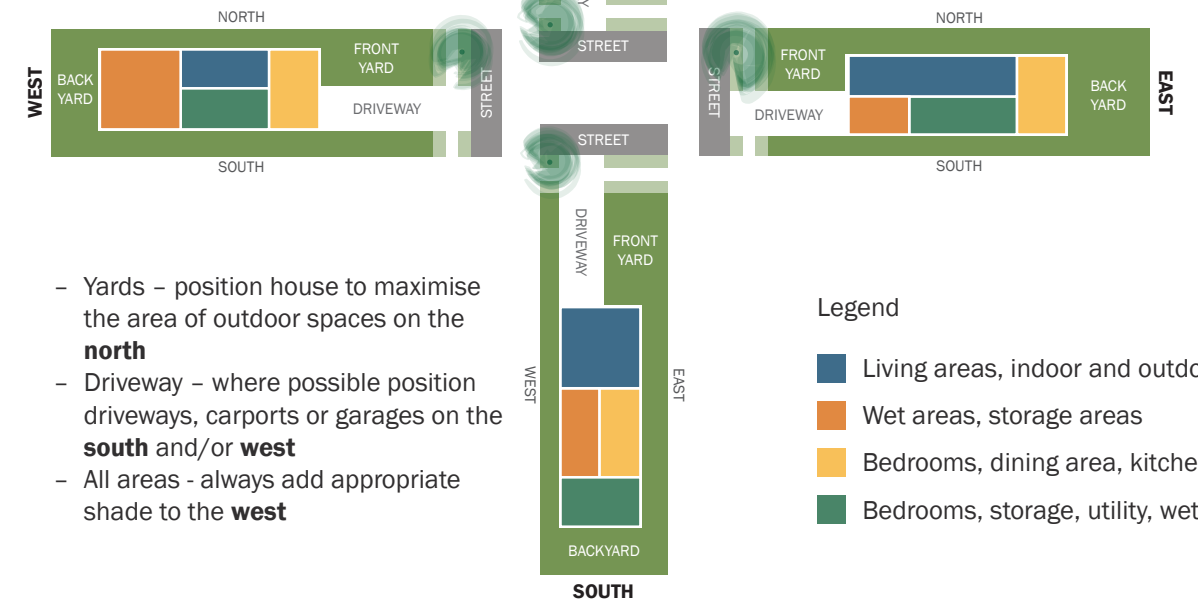 NORTH
WEST
BACK
YARD
FRONT
YARD
DRIVEWAY
STREET
SOUTH
STREET
NORTH
STREET
FRONT
YARD
DRIVEWAY
BACK
YARD
EAST
SOUTH
STREET
DRIVEWAY
FRONT
YARD
WEST
EAST
BACKYARD
SOUTH
– Yards – position house to maximise
the area of outdoor spaces on the
north
– Driveway – where possible position
driveways, carports or garages on the
south and/or west
– All areas - always add appropriate
shade to the west
Legend
Living areas, indoor and outdo
Wet areas, storage areas
Bedrooms, dining area, kitche
Bedrooms, storage, utility, wet